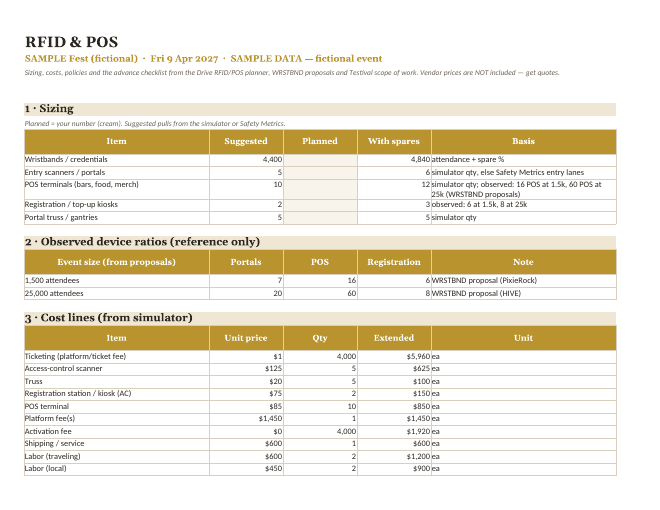 RFID & POS
SAMPLE Fest (fictional) · Fri 9 Apr 2027 · SAMPLE DATA — fictional event
Sizing, costs, policies and the advance checklist from the Drive RFID/POS planner, WRSTBND proposals and Testival scope of work. Vendor prices are NOT included — get quotes.
1 · Sizing
Planned = your number (cream). Suggested pulls from the simulator or Safety Metrics.
Item Suggested Planned With spares Basis
Wristbands / credentials 4,400 4,840 attendance + spare %
Entry scanners / portals 5 6 simulator qty, else Safety Metrics entry lanes
POS terminals (bars, food, merch) 10 12 simulator qty; observed: 16 POS at 1.5k, 60 POS at
25k (WRSTBND proposals)
Registration / top-up kiosks 2 3 observed: 6 at 1.5k, 8 at 25k
Portal truss / gantries 5 5 simulator qty
2 · Observed device ratios (reference only)
Event size (from proposals) Portals POS Registration Note
1,500 attendees 7 16 6 WRSTBND proposal (PixieRock)
25,000 attendees 20 60 8 WRSTBND proposal (HIVE)
3 · Cost lines (from simulator)
Item Unit price Qty Extended Unit
Ticketing (platform/ticket fee) $1 4,000 $5,960 ea
Access-control scanner $125 5 $625 ea
Truss $20 5 $100 ea
Registration station / kiosk (AC) $75 2 $150 ea
POS terminal $85 10 $850 ea
Platform fee(s) $1,450 1 $1,450 ea
Activation fee $0 4,000 $1,920 ea
Shipping / service $600 1 $600 ea
Labor (traveling) $600 2 $1,200 ea
Labor (local) $450 2 $900 ea